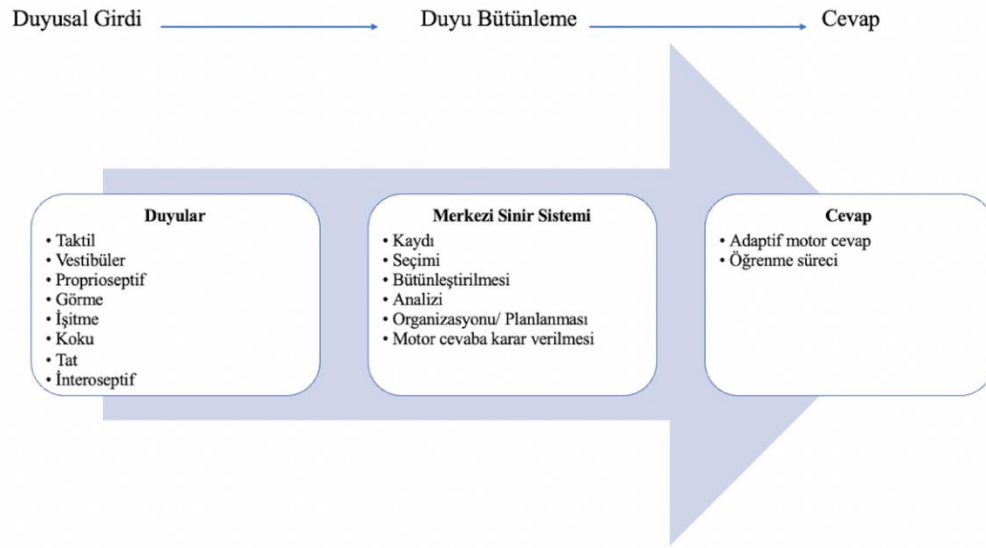 Duyusal Girdi
Duyu Bütünleme
Cevap
Duyular
• Taktil
• Vestibüler
• Proprioseptif
• Görme
• İşitme
• Koku
• Tat
• İnteroseptif
Merkezi Sinir Sistemi
• Kaydı
• Seçimi
• Bütünleştirilmesi
• Analizi
• Organizasyonu/ Planlanması
• Motor cevaba karar verilmesi
Cevap
• Adaptif motor cevap
• Öğrenme süreci